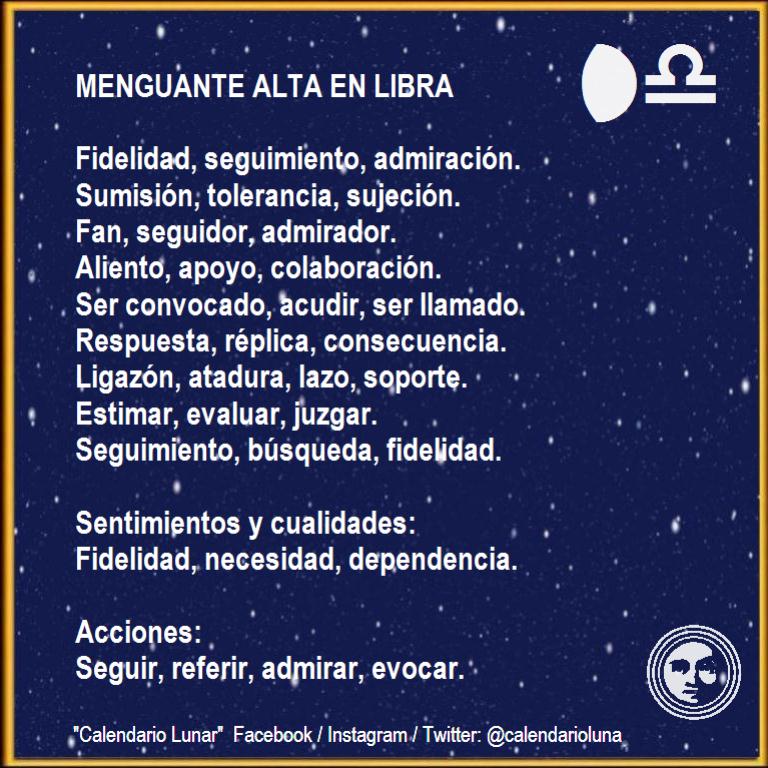 MENGUANTE ALTA EN LIBRA
Fidelidad, seguimiento, admiración.
Sumisión, tolerancia, sujeción.
Fan, seguidor, admirador.
Aliento, apoyo, colaboración.
Ser convocado, acudir, ser llamado.
Respuesta, réplica, consecuencia.
Ligazón, atadura, lazo, soporte.
Estimar, evaluar, juzgar.
Seguimiento, búsqueda, fidelidad.
Sentimientos y cualidades:
Fidelidad, necesidad, dependencia.
Acciones:
Seguir, referir, admirar, evocar.
"Calendario Lunar" Facebook / Instagram / Twitter: @calendarioluna